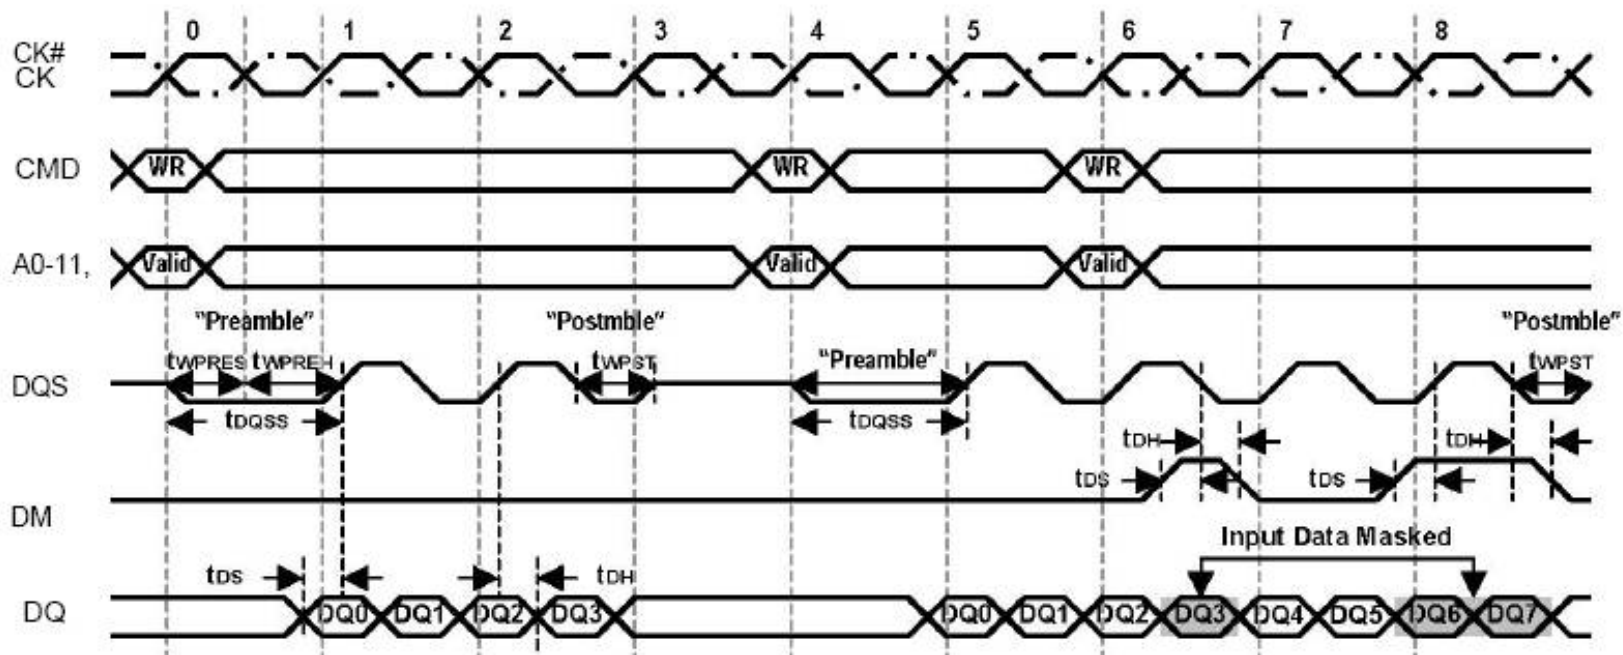 0 1 2 3 4 5 6 7 8
CK#
CK
CMD WR WR WR
A0-11, Valid Valid Valid
"Preamble" "Postmble" "Postmble"
tWPRES tWPREH tWPST "Preamble" tWPST
DQS
tDQSS tDQSS
tDH tDH
tDS tDS
DM
Input Data Masked
tDS tDH
DQ DQ0 DQ1 DQ2 DQ3 DQ0 DQ1 DQ2 DQ3 DQ4 DQ5 DQ6 DQ7